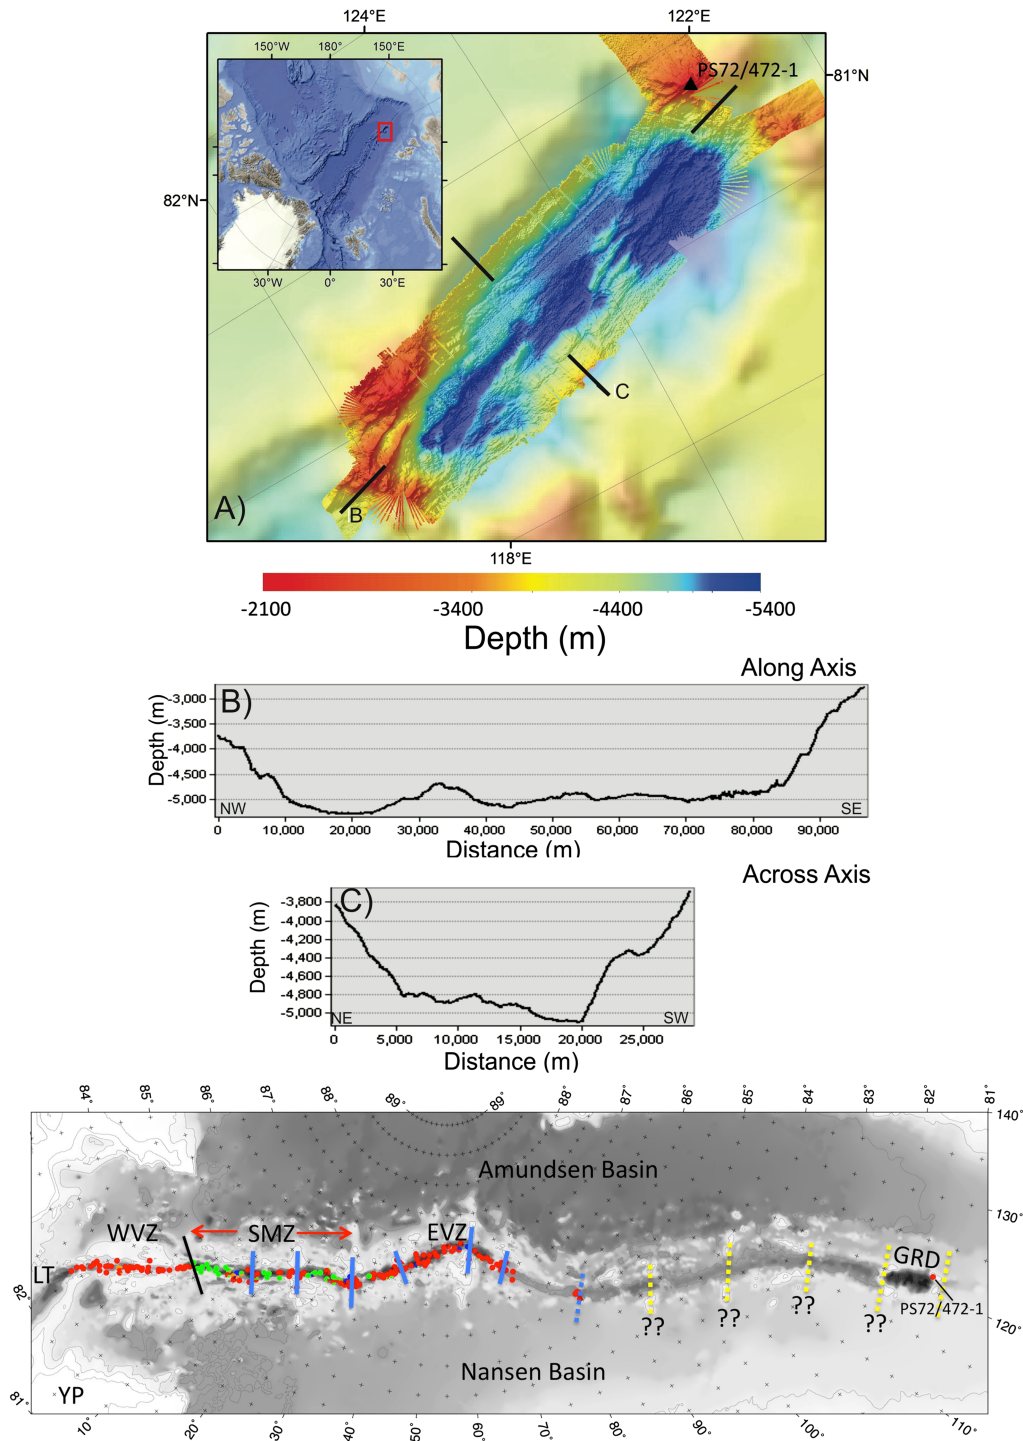 124°E 122°E
150°W 180° 150°E
PS72/472-1
81°N
82°N
30°W 0° 30°E
C
A)
B
118°E
-2100 -3400 -4400 -5400
Depth (m)
Along Axis
B)
Depth (m)
-3,000
-3,500
-4,000
-4,500
-5,000
NW SE
0 10,000 20,000 30,000 40,000 50,000 60,000 70,000 80,000 90,000
Distance (m)
Across Axis
C)
Depth (m)
-3,800
-4,000
-4,200
-4,400
-4,600
-4,800
-5,000
NE SW
0 5,000 10,000 15,000 20,000 25,000
Distance (m)
84° 85° 86° 87° 88° 89° 89° 88° 87° 86° 85° 84° 83° 82° 81°
140°
Amundsen Basin
130°
WVZ SMZ EVZ
GRD
LT
82°
PS72/472-1
?? ?? ?? ??
120°
Nansen Basin
YP
81°
10° 20° 30° 40° 50° 60° 70° 80° 90° 100° 110°